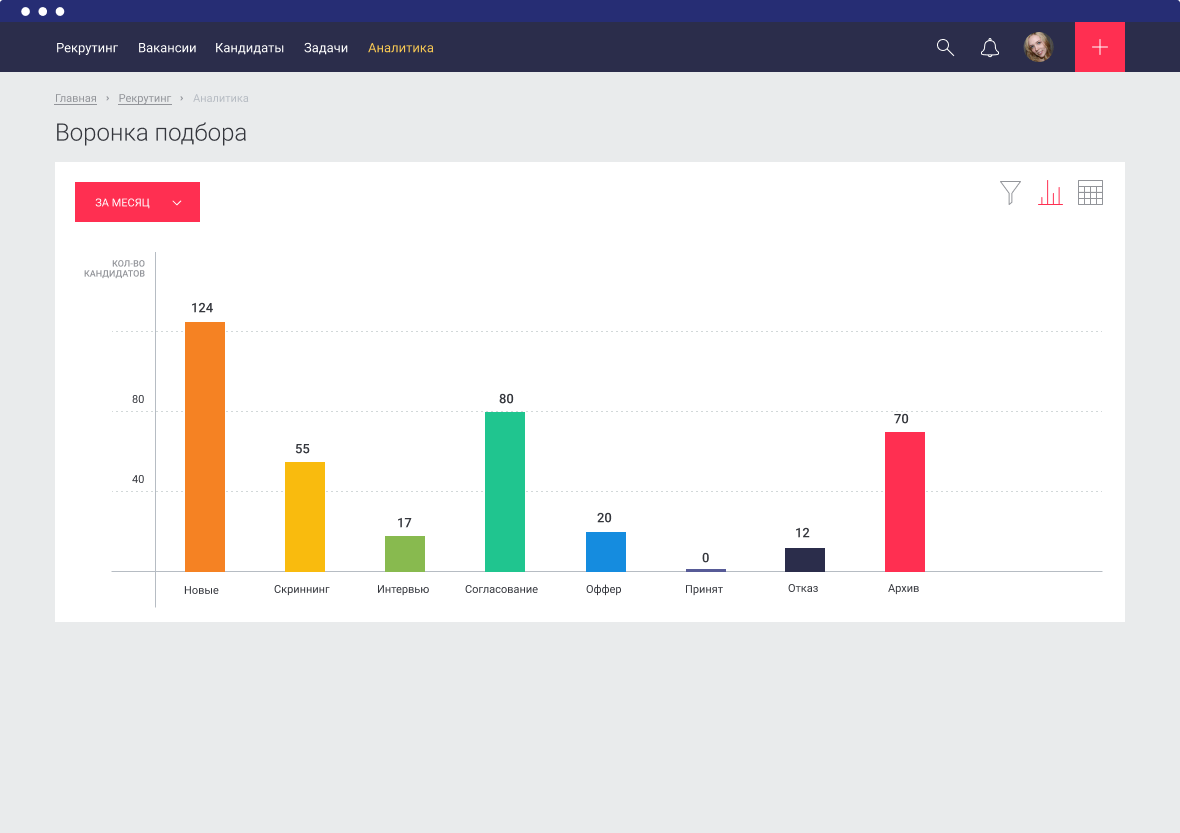 Рекрутинг Вакансии Кандидаты Задачи Аналитика
Главная › Рекрутинг › Аналитика
Воронка подбора
ЗА МЕСЯЦ
КОЛ-ВО
КАНДИДАТОВ
124
80
80
70
55
40
17
20
12
0
Новые Скриннинг Интервью Согласование Оффер Принят Отказ Архив